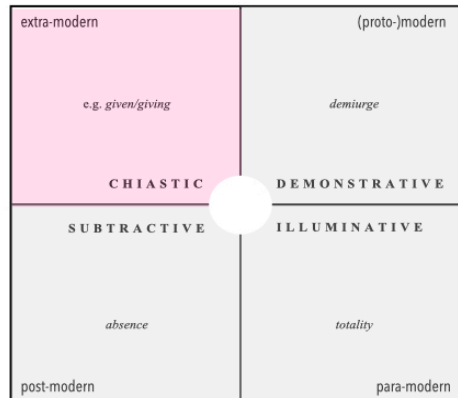 extra-modern
(proto-)modern
e.g. given/giving
demiurge
CHIASTIC
DEMONSTRATIVE
SUBTRACTIVE
ILLUMINATIVE
absence
totality
post-modern
para-modern